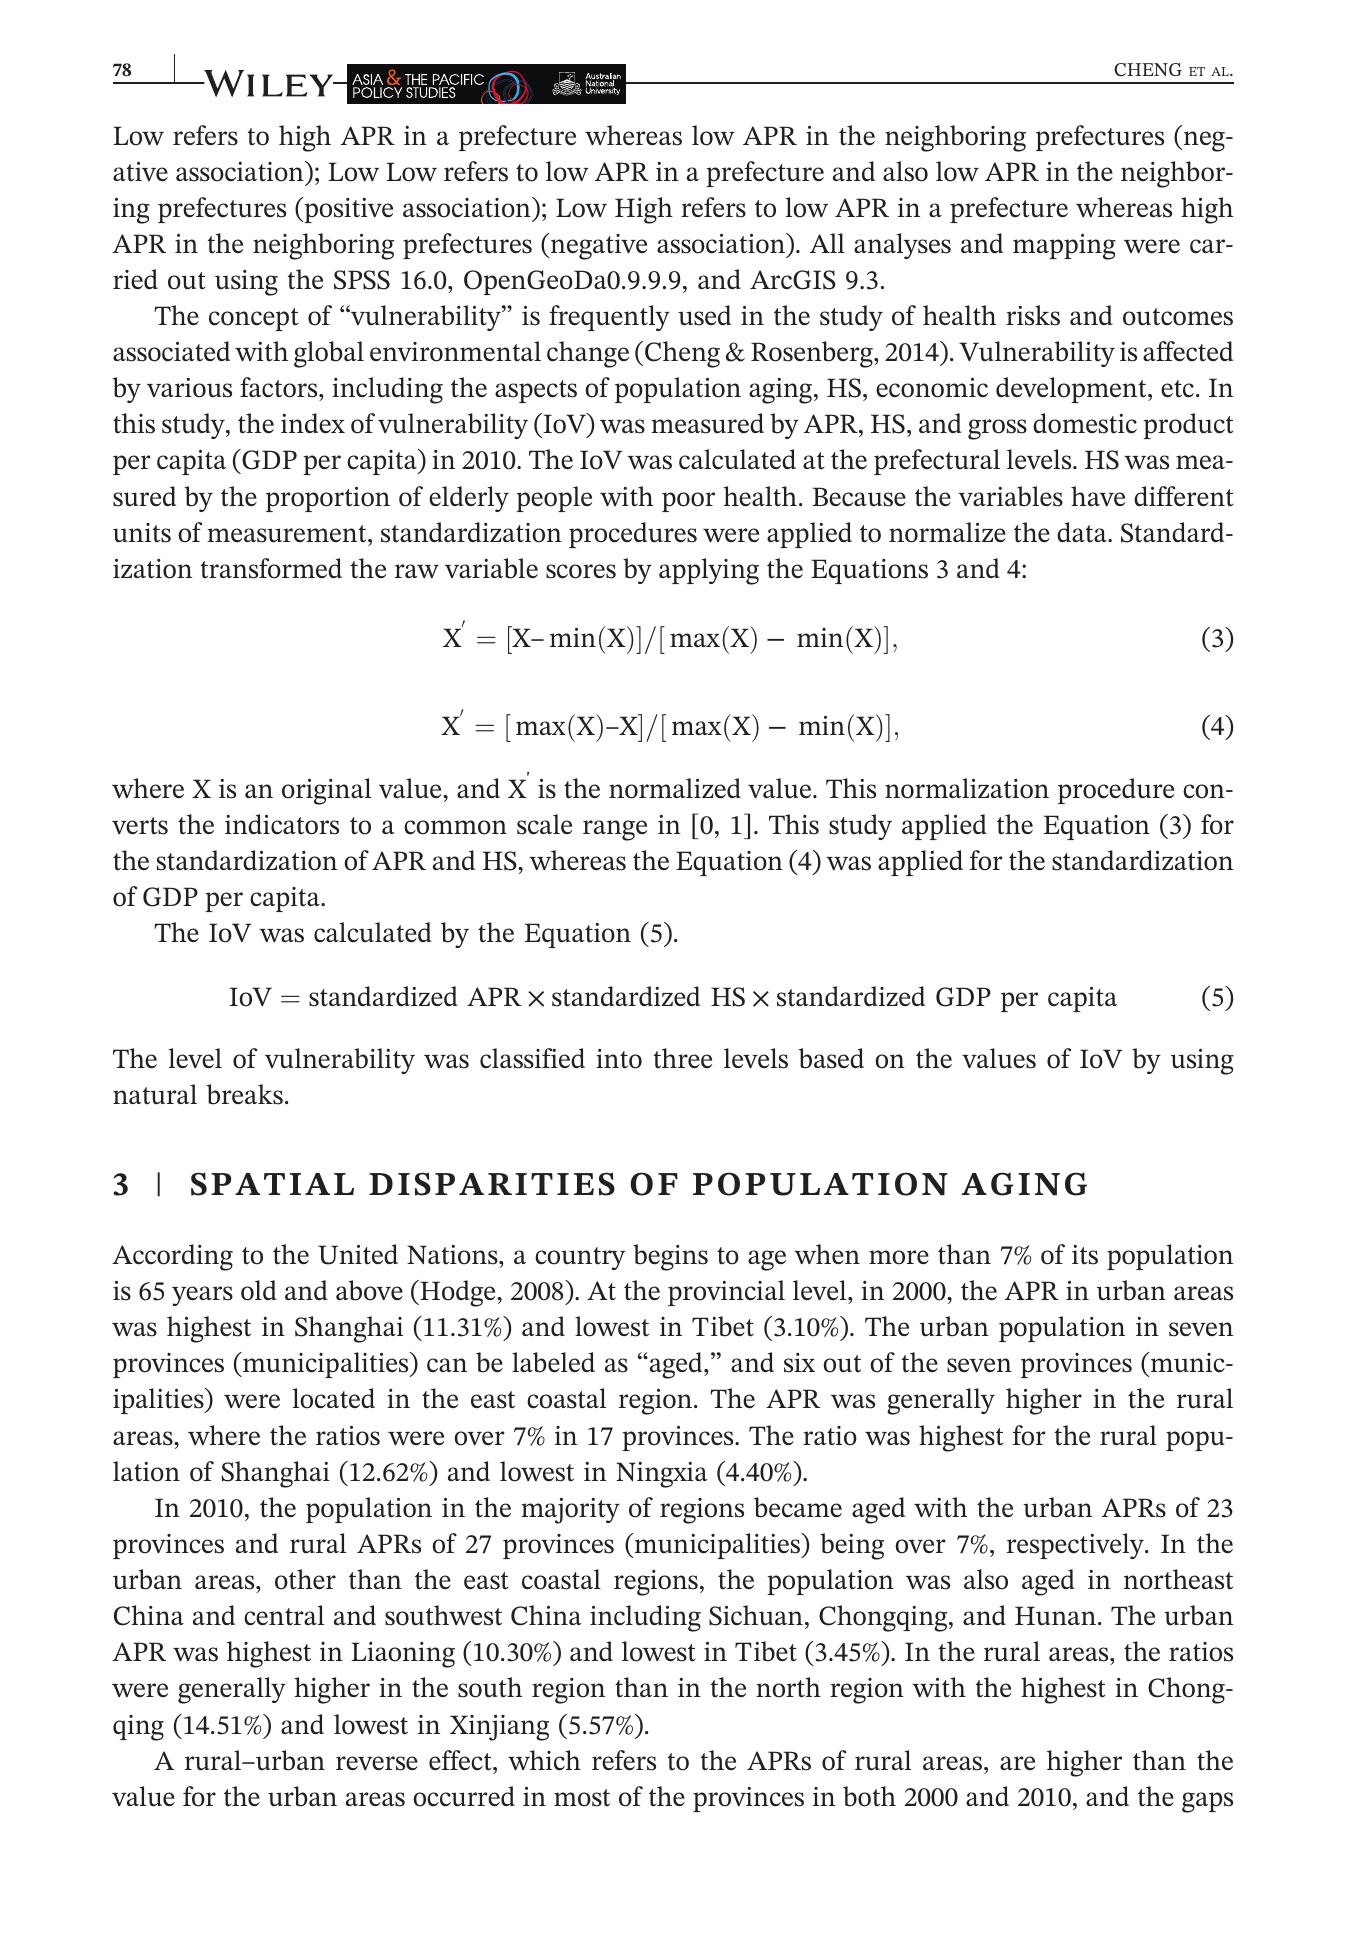 78
WILEY
ASIA & THE PACIFIC
POLICY STUDIES
Australian
National
University
CHENG ET AL.
Low refers to high APR in a prefecture whereas low APR in the neighboring prefectures (neg-
ative association); Low Low refers to low APR in a prefecture and also low APR in the neighbor-
ing prefectures (positive association); Low High refers to low APR in a prefecture whereas high
APR in the neighboring prefectures (negative association). All analyses and mapping were car-
ried out using the SPSS 16.0, OpenGeoDa0.9.9.9, and ArcGIS 9.3.
The concept of “vulnerability” is frequently used in the study of health risks and outcomes
associated with global environmental change (Cheng & Rosenberg, 2014). Vulnerability is affected
by various factors, including the aspects of population aging, HS, economic development, etc. In
this study, the index of vulnerability (IoV) was measured by APR, HS, and gross domestic product
per capita (GDP per capita) in 2010. The IoV was calculated at the prefectural levels. HS was mea-
sured by the proportion of elderly people with poor health. Because the variables have different
units of measurement, standardization procedures were applied to normalize the data. Standard-
ization transformed the raw variable scores by applying the Equations 3 and 4:
X′ = [X– min(X)]/[ max(X) − min(X)], (3)
X′ = [ max(X)–X]/[ max(X) − min(X)], (4)
where X is an original value, and X′ is the normalized value. This normalization procedure con-
verts the indicators to a common scale range in [0, 1]. This study applied the Equation (3) for
the standardization of APR and HS, whereas the Equation (4) was applied for the standardization
of GDP per capita.
The IoV was calculated by the Equation (5).
IoV = standardized APR × standardized HS × standardized GDP per capita (5)
The level of vulnerability was classified into three levels based on the values of IoV by using
natural breaks.
3 | SPATIAL DISPARITIES OF POPULATION AGING
According to the United Nations, a country begins to age when more than 7% of its population
is 65 years old and above (Hodge, 2008). At the provincial level, in 2000, the APR in urban areas
was highest in Shanghai (11.31%) and lowest in Tibet (3.10%). The urban population in seven
provinces (municipalities) can be labeled as “aged,” and six out of the seven provinces (munic-
ipalities) were located in the east coastal region. The APR was generally higher in the rural
areas, where the ratios were over 7% in 17 provinces. The ratio was highest for the rural popu-
lation of Shanghai (12.62%) and lowest in Ningxia (4.40%).
In 2010, the population in the majority of regions became aged with the urban APRs of 23
provinces and rural APRs of 27 provinces (municipalities) being over 7%, respectively. In the
urban areas, other than the east coastal regions, the population was also aged in northeast
China and central and southwest China including Sichuan, Chongqing, and Hunan. The urban
APR was highest in Liaoning (10.30%) and lowest in Tibet (3.45%). In the rural areas, the ratios
were generally higher in the south region than in the north region with the highest in Chong-
qing (14.51%) and lowest in Xinjiang (5.57%).
A rural–urban reverse effect, which refers to the APRs of rural areas, are higher than the
value for the urban areas occurred in most of the provinces in both 2000 and 2010, and the gaps